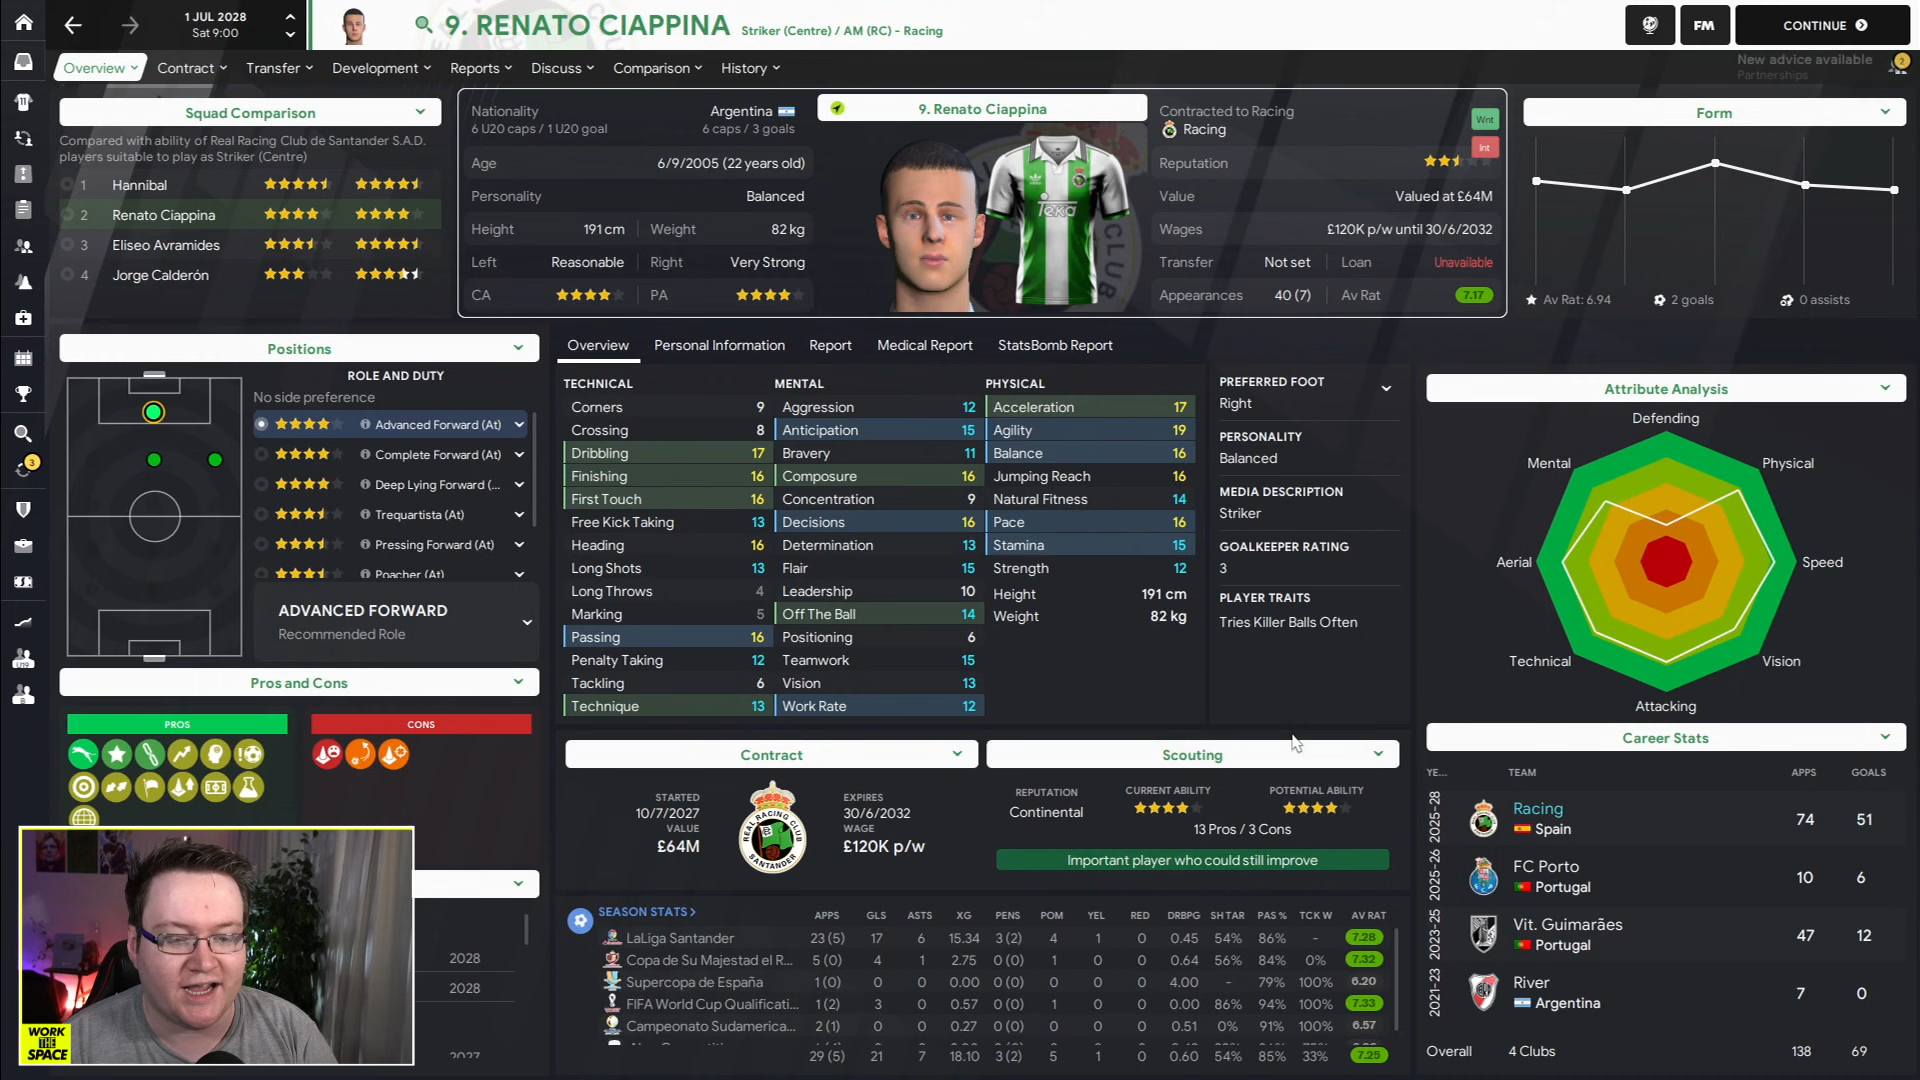 1 JUL 2028
Sat 9:00
9. RENATO CIAPPINA
Striker (Centre) / AM (RC) - Racing
FM
CONTINUE
Overview
Contract
Transfer
Development
Reports
Discuss
Comparison
History
New advice available
Partnerships
2
Squad Comparison
Compared with ability of Real Racing Club de Santander S.A.D.
players suitable to play as Striker (Centre)
1 Hannibal
2 Renato Ciappina
3 Eliseo Avramides
4 Jorge Calderón
Nationality Argentina
6 U20 caps / 1 U20 goal 6 caps / 3 goals
Age 6/9/2005 (22 years old)
Personality Balanced
Height 191 cm Weight 82 kg
Left Reasonable Right Very Strong
CA PA
9. Renato Ciappina
Teka
Contracted to Racing
Racing
Wnt
Int
Reputation
Value Valued at £64M
Wages £120K p/w until 30/6/2032
Transfer Not set Loan Unavailable
Appearances 40 (7) Av Rat 7.17
Form
Av Rat: 6.94 2 goals 0 assists
Positions
ROLE AND DUTY
No side preference
Advanced Forward (At)
Complete Forward (At)
Deep Lying Forward (...
Trequartista (At)
Pressing Forward (At)
Poacher (At)
ADVANCED FORWARD
Recommended Role
Pros and Cons
PROS
CONS
Overview
Personal Information
Report
Medical Report
StatsBomb Report
TECHNICAL
Corners 9
Crossing 8
Dribbling 17
Finishing 16
First Touch 16
Free Kick Taking 13
Heading 16
Long Shots 13
Long Throws 4
Marking 5
Passing 16
Penalty Taking 12
Tackling 6
Technique 13
MENTAL
Aggression 12
Anticipation 15
Bravery 11
Composure 16
Concentration 9
Decisions 16
Determination 13
Flair 15
Leadership 10
Off The Ball 14
Positioning 6
Teamwork 15
Vision 13
Work Rate 12
PHYSICAL
Acceleration 17
Agility 19
Balance 16
Jumping Reach 16
Natural Fitness 14
Pace 16
Stamina 15
Strength 12
Height 191 cm
Weight 82 kg
PREFERRED FOOT
Right
PERSONALITY
Balanced
MEDIA DESCRIPTION
Striker
GOALKEEPER RATING
3
PLAYER TRAITS
Tries Killer Balls Often
Attribute Analysis
Defending
Mental
Physical
Aerial
Speed
Technical
Vision
Attacking
Contract
STARTED
10/7/2027
VALUE
£64M
EXPIRES
30/6/2032
WAGE
£120K p/w
Scouting
REPUTATION
Continental
CURRENT ABILITY
POTENTIAL ABILITY
13 Pros / 3 Cons
Important player who could still improve
SEASON STATS APPS GLS ASTS XG PENS POM YEL RED DRBPG SH TAR PAS % TCK W AV RAT
LaLiga Santander 23 (5) 17 6 15.34 3 (2) 4 1 0 0.45 54% 86% - 7.28
Copa de Su Majestad el R... 5 (0) 4 1 2.75 0 (0) 1 0 0 0.64 56% 84% 0% 7.32
Supercopa de España 1 (0) 0 0 0.00 0 (0) 0 0 0 4.00 - 79% 100% 6.20
FIFA World Cup Qualificati... 1 (2) 3 0 0.57 0 (0) 1 0 0 0.00 86% 94% 100% 7.33
Campeonato Sudamerica... 2 (1) 0 0 0.27 0 (0) 0 0 0 0.51 0% 91% 100% 6.57
29 (5) 21 7 18.10 3 (2) 5 1 0 0.60 54% 85% 33% 7.25
Career Stats
YE... TEAM APPS GOALS
2025-28 Racing Spain 74 51
2025-26 FC Porto Portugal 10 6
2023-25 Vit. Guimarães Portugal 47 12
2021-23 River Argentina 7 0
Overall 4 Clubs 138 69
3
U19
B
2028
2028
2027
WORK
THE
SPACE